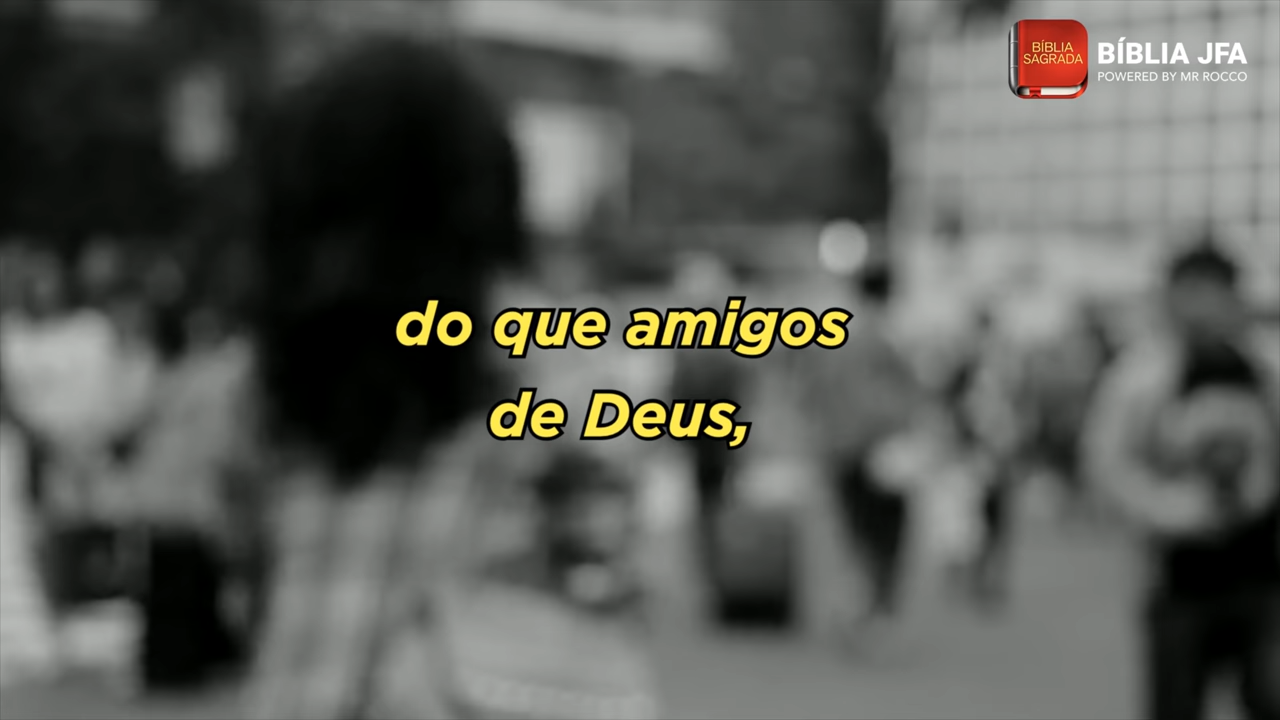 BÍBLIA
SAGRADA
BÍBLIA JFA
POWERED BY MR ROCCO
do que amigos
de Deus,